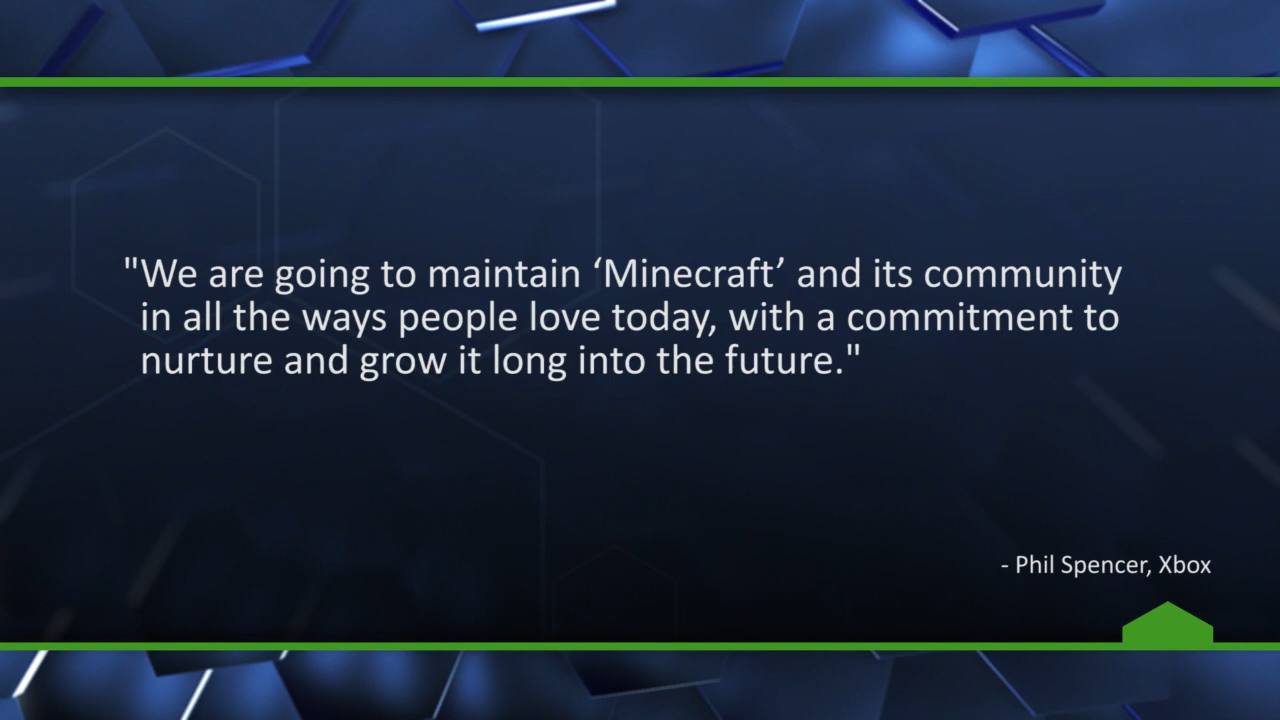 "We are going to maintain ‘Minecraft’ and its community
in all the ways people love today, with a commitment to
nurture and grow it long into the future."
- Phil Spencer, Xbox